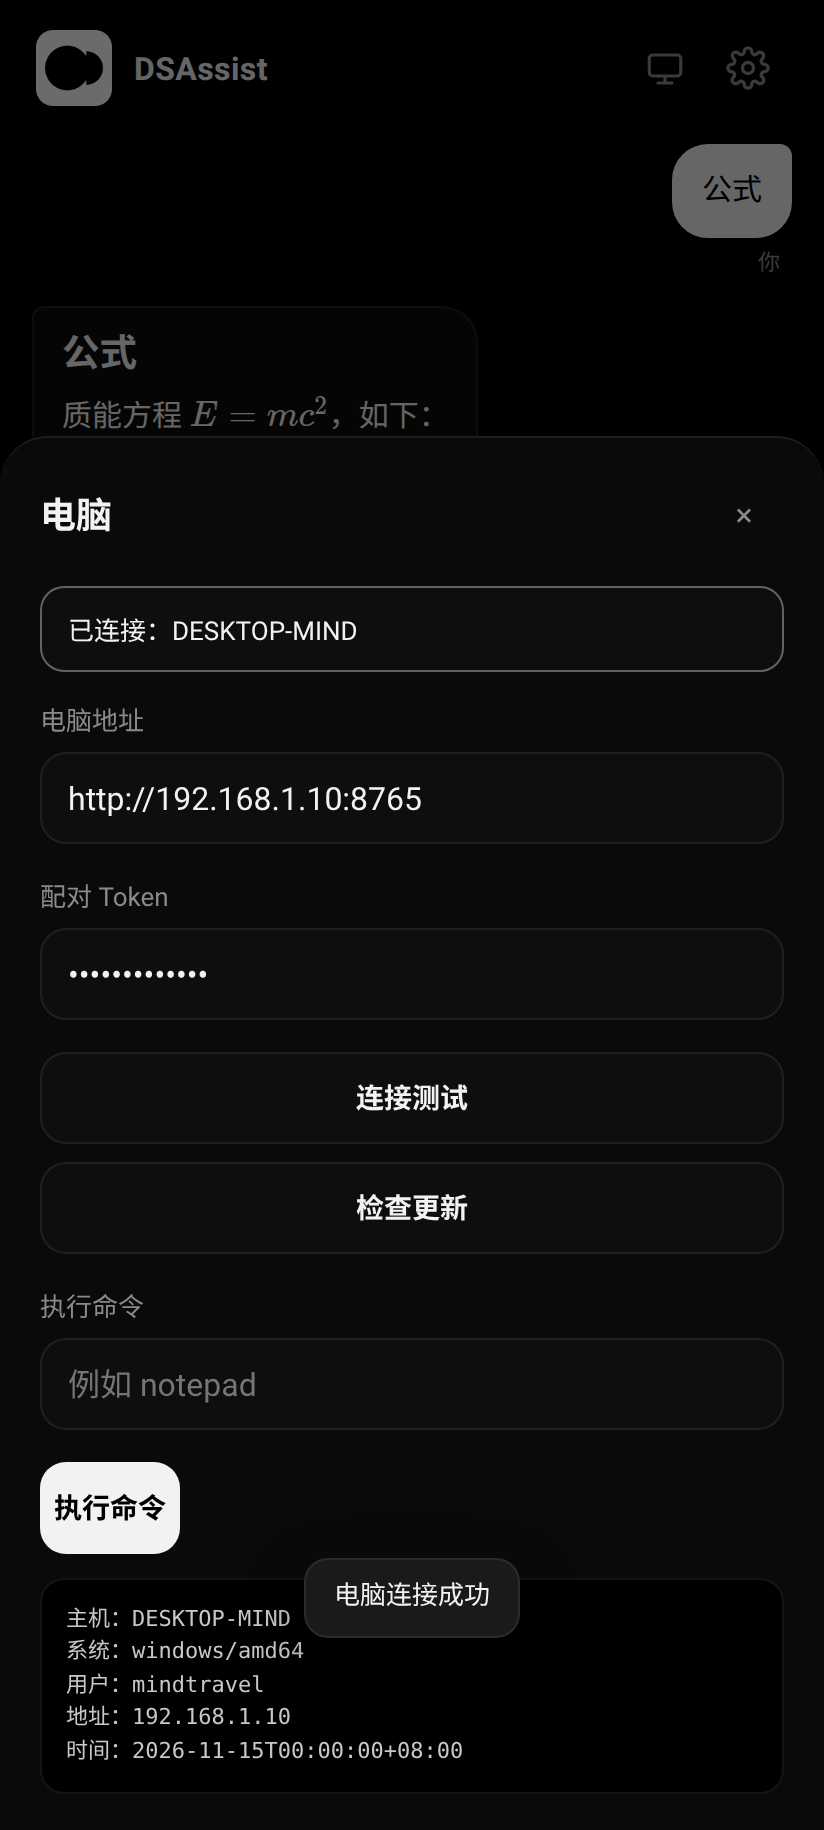 DSAssist
公式
你
公式
质能方程 E = mc²，如下：
电脑
×
已连接：DESKTOP-MIND
电脑地址
http://192.168.1.10:8765
配对 Token
•••••••••••••
连接测试
检查更新
执行命令
例如 notepad
执行命令
电脑连接成功
主机：DESKTOP-MIND
系统：windows/amd64
用户：mindtravel
地址：192.168.1.10
时间：2026-11-15T00:00:00+08:00